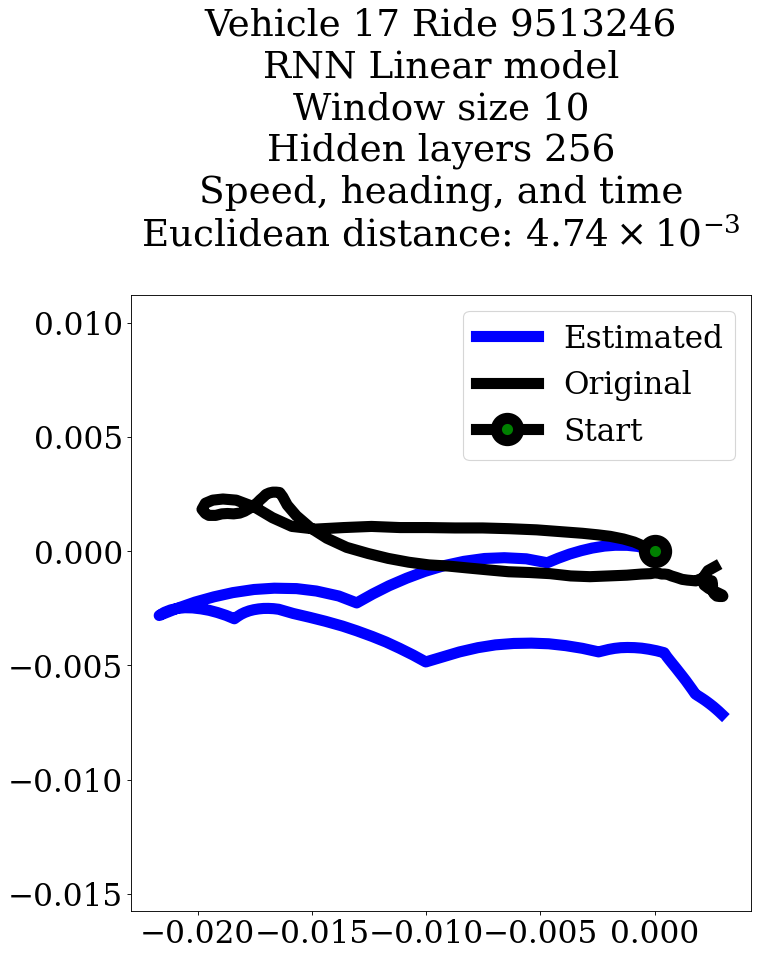 Vehicle 17 Ride 9513246
RNN Linear model
Window size 10
Hidden layers 256
Speed, heading, and time
Euclidean distance: 4.74 × 10⁻³
Estimated
Original
Start
0.010
0.005
0.000
−0.005
−0.010
−0.015
−0.020 −0.015 −0.010 −0.005 0.000